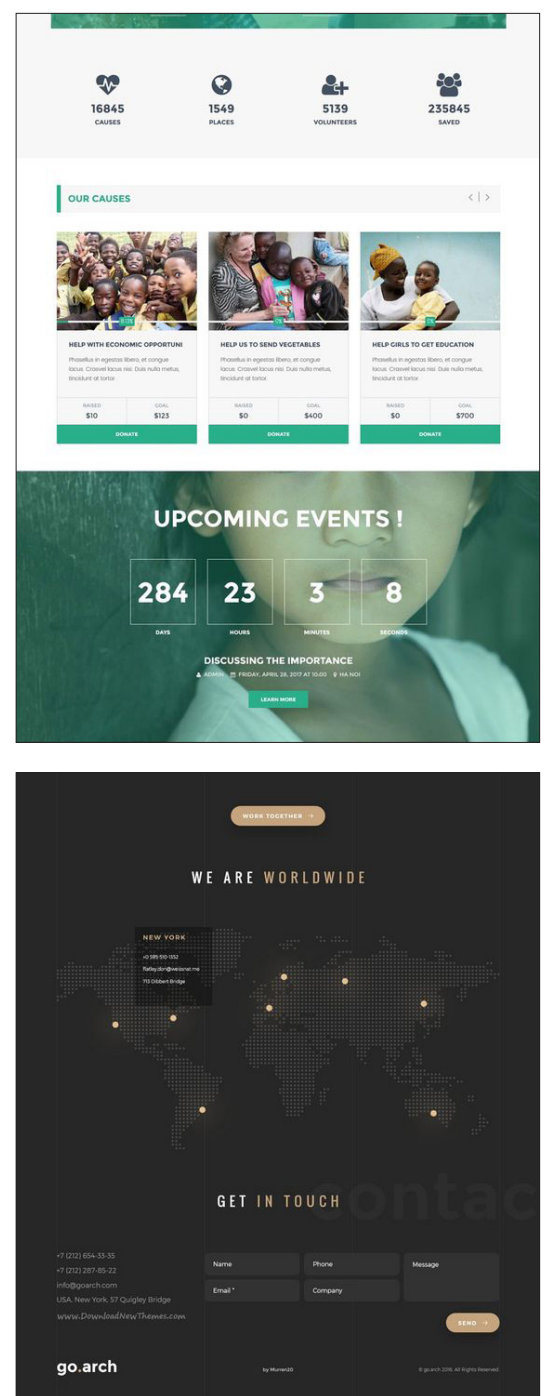 16845
1549
5139
235845
CAUSES
PLACES
VOLUNTEERS
SAVED
OUR CAUSES
HELP WITH ECONOMIC OPPORTUNI
Phasellus in egestas libero, et congue
lacus. Crasvel lacus nisi. Duis nulla metus,
tincidunt at tortor.
RAISED
GOAL
$10
$123
DONATE
HELP US TO SEND VEGETABLES
Phasellus in egestas libero, et congue
lacus. Crasvel lacus nisi. Duis nulla metus,
tincidunt at tortor.
RAISED
GOAL
$0
$400
DONATE
HELP GIRLS TO GET EDUCATION
Phasellus in egestas libero, et congue
lacus. Crasvel lacus nisi. Duis nulla metus,
tincidunt at tortor.
RAISED
GOAL
$0
$700
DONATE
UPCOMING EVENTS !
284
23
3
8
DAYS
HOURS
MINUTES
SECONDS
DISCUSSING THE IMPORTANCE
ADMIN FRIDAY, APRIL 28, 2017 AT 10:00 HA NOI
LEARN MORE
WORK TOGETHER →
WE ARE WORLDWIDE
NEW YORK
713 Dibbert Bridge
contac
GET IN TOUCH
+7 (212) 654-33-35
+7 (212) 287-85-22
info@goarch.com
USA, New York, 57 Quigley Bridge
www.DownloadNewThemes.com
Name
Phone
Message
Email *
Company
SEND →
go.arch
by Murren20
© go.arch 2016. All Rights Reserved.